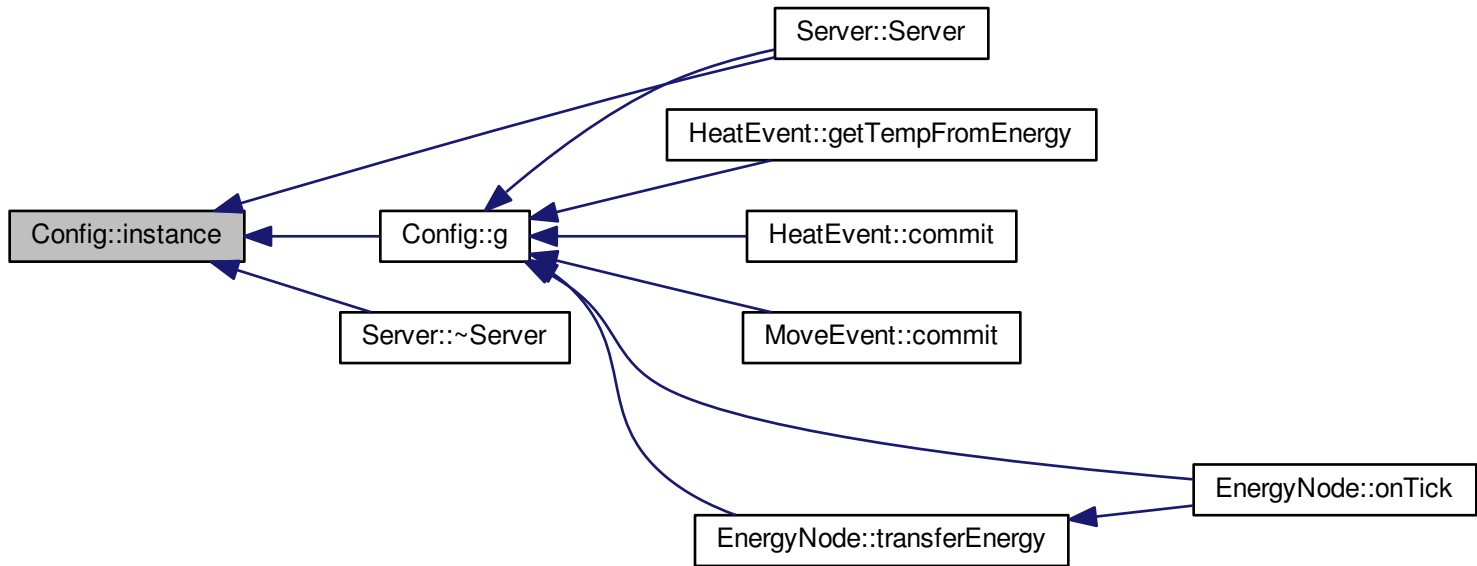 Server::Server
HeatEvent::getTempFromEnergy
Config::instance
Config::g
HeatEvent::commit
Server::~Server
MoveEvent::commit
EnergyNode::onTick
EnergyNode::transferEnergy